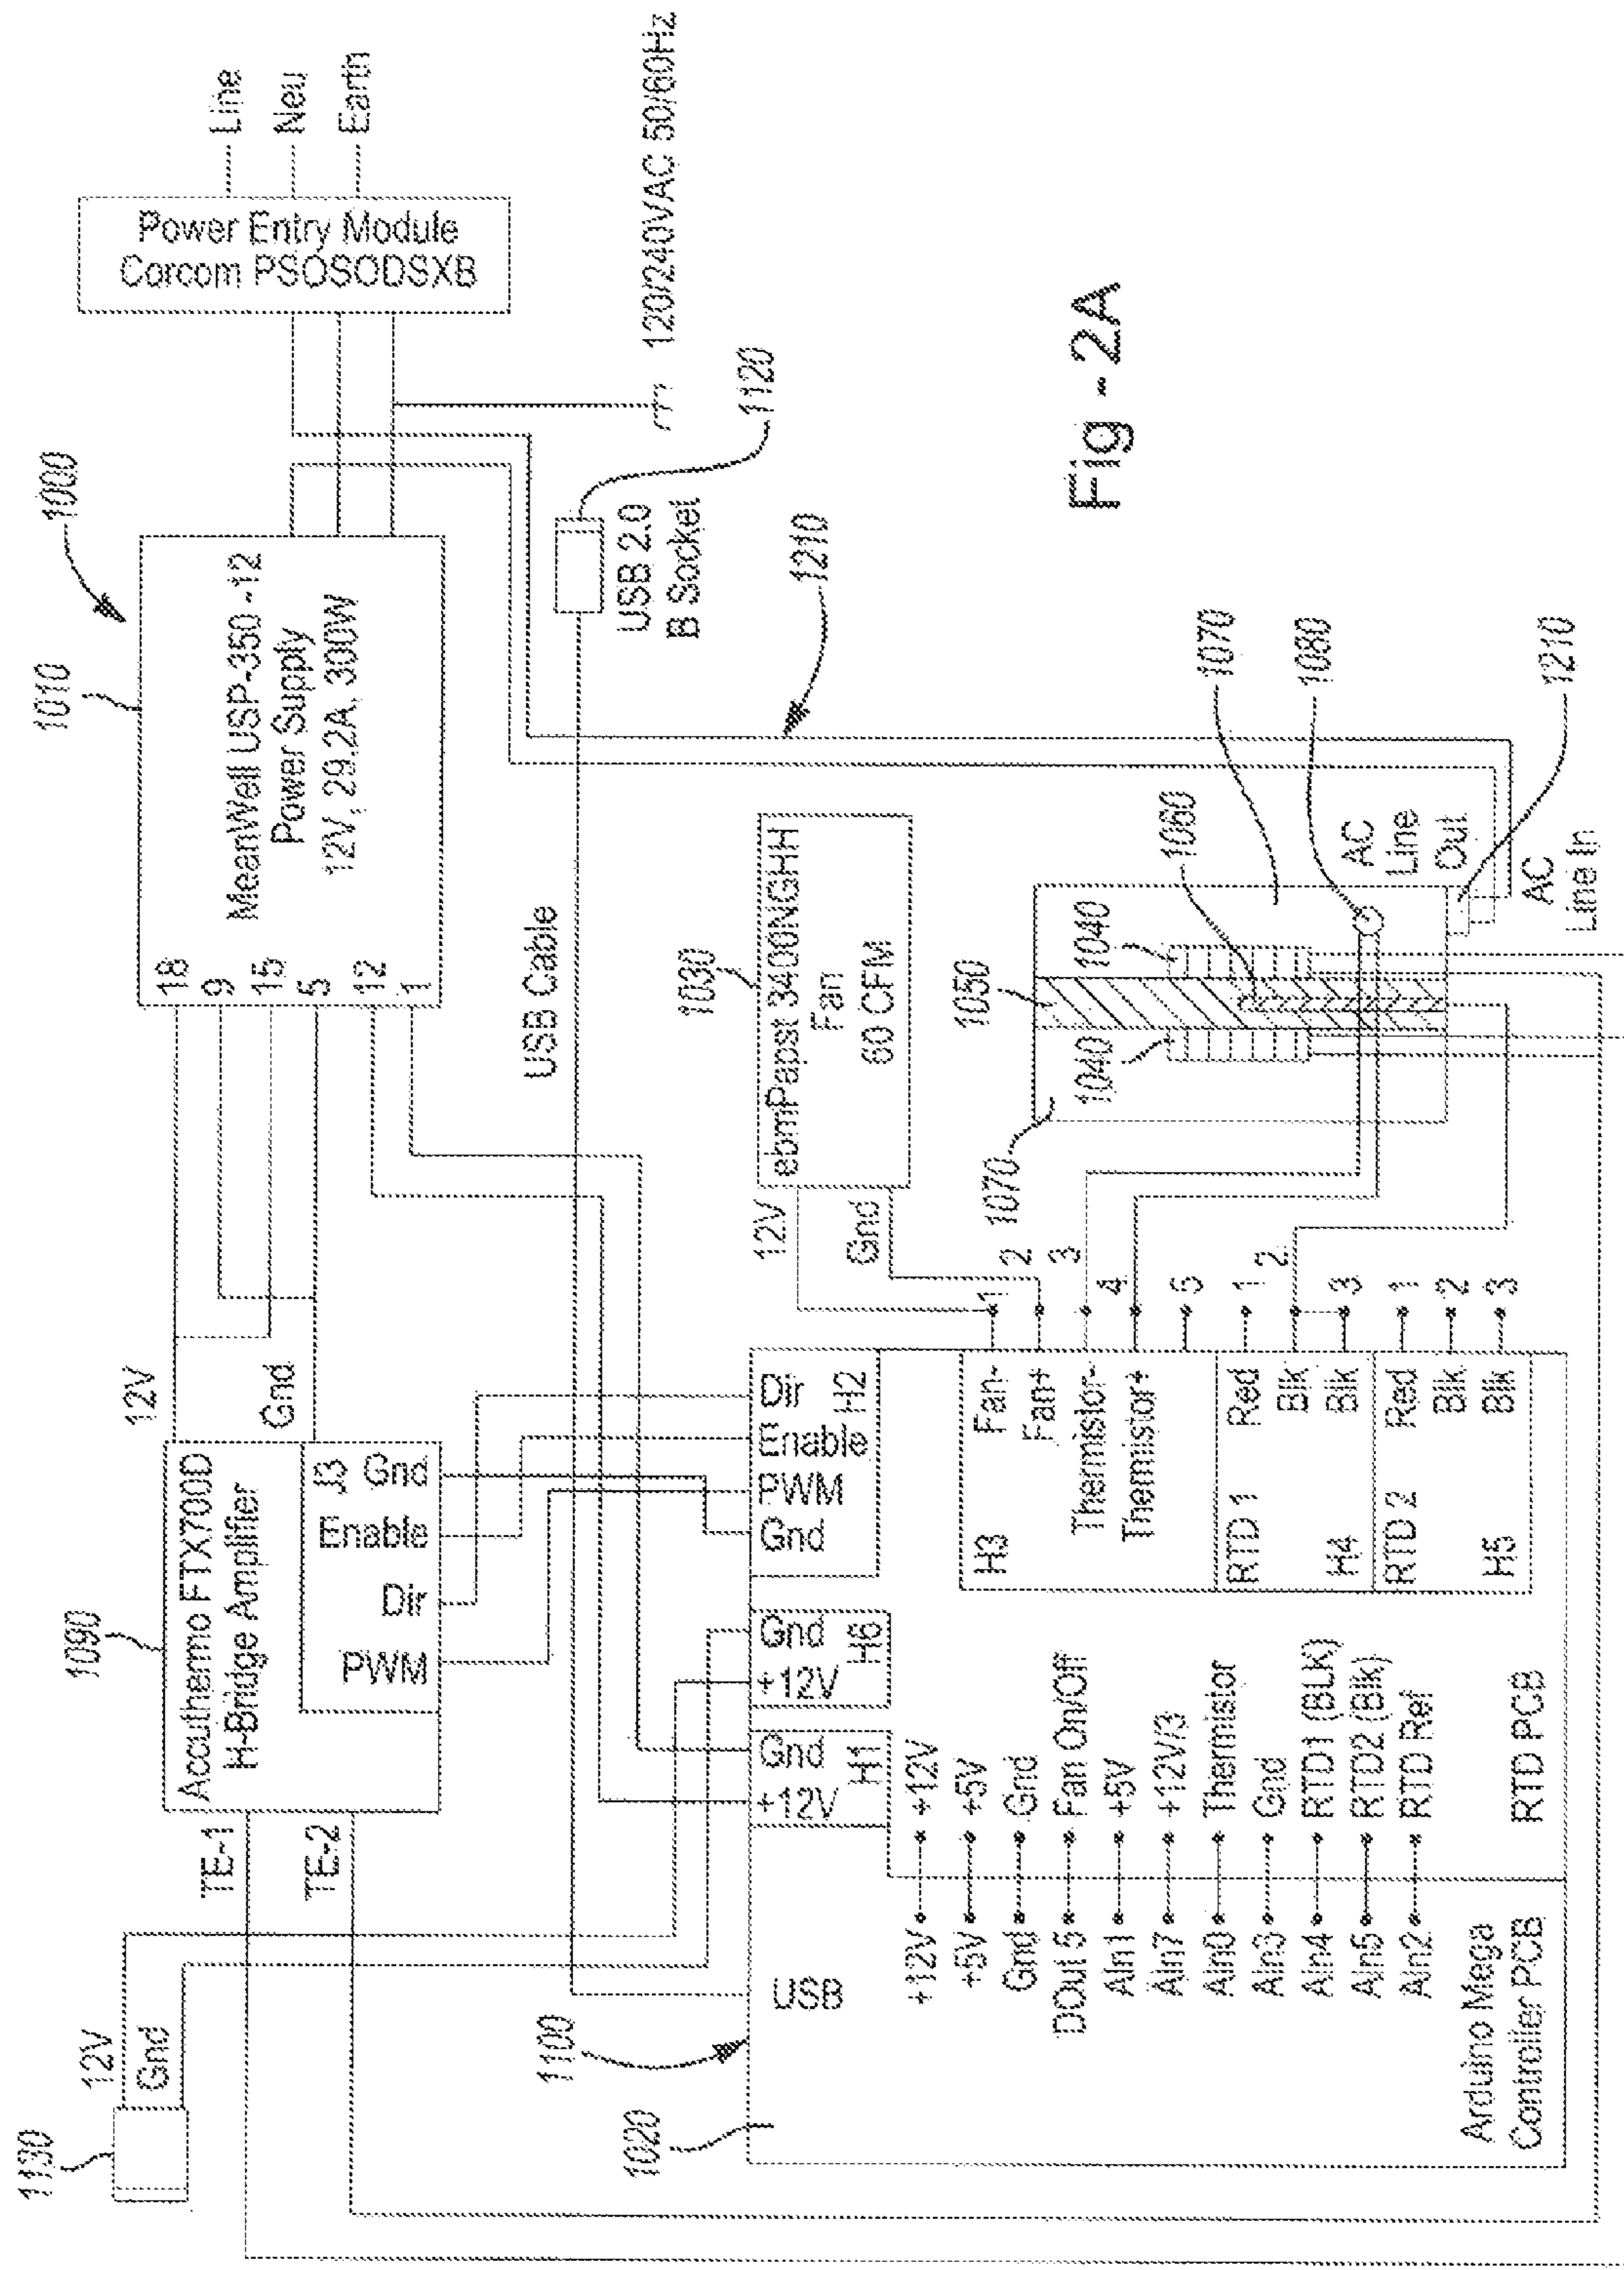 1130
12V
Gnd
TE-1
TE-2
1090
Accuthermo FTX700D
H-Bridge Amplifier
J3
Gnd
Enable
Dir
PWM
12V
Gnd
18
9
15
5
12
1
1010
MeanWell USP-350 -12
Power Supply
12V, 29.2A, 300W
1000
Power Entry Module
Corcom PSOSODSXB
Line
Neu
Earth
120/240VAC 50/60Hz
USB Cable
USB 2.0
B Socket
1120
1210
1100
1020
USB
+12V
Gnd
H1
+12V
Gnd
H6
Dir
Enable
PWM
Gnd
H2
+12V
+12V
+5V
+5V
Gnd
Gnd
DOut 5
Fan On/Off
AIn1
+5V
AIn7
+12V/3
AIn0
Thermistor
AIn3
Gnd
AIn4
RTD1 (BLK)
AIn5
RTD2 (Blk)
AIn2
RTD Ref
Arduino Mega
Controller PCB
RTD PCB
H3
Fan-
1
Fan+
2
Thermistor-
3
Themistor+
4
5
RTD 1
Red
1
Blk
2
H4
Blk
3
RTD 2
Red
1
Blk
2
H5
Blk
3
12V
Gnd
1030
ebmPapst 3400NGHH
Fan
60 CFM
1070
1040
1050
1040
1060
1070
1080
1210
AC
Line
Out
AC
Line In
Fig - 2A